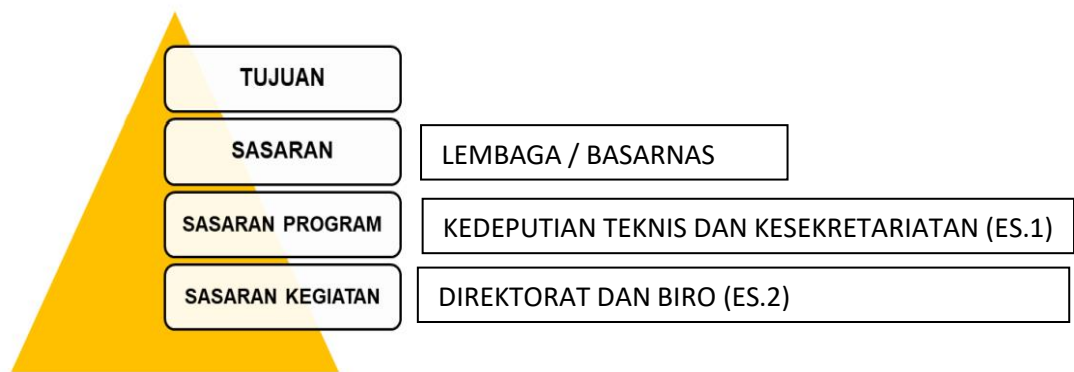 TUJUAN
SASARAN
LEMBAGA / BASARNAS
SASARAN PROGRAM
KEDEPUTIAN TEKNIS DAN KESEKRETARIATAN (ES.1)
SASARAN KEGIATAN
DIREKTORAT DAN BIRO (ES.2)